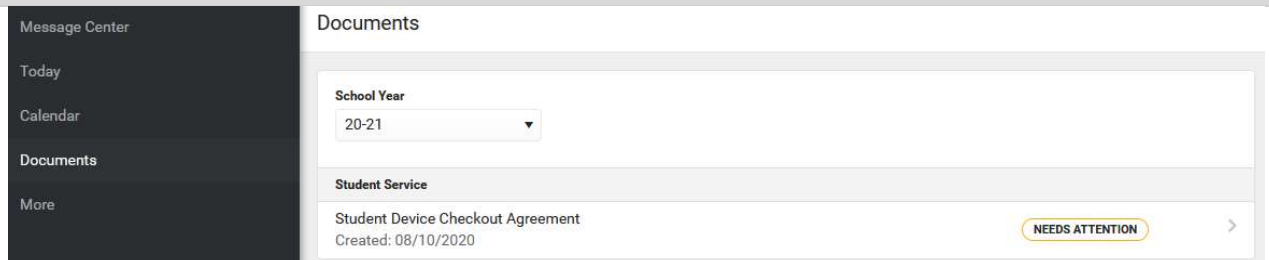 Message Center
Today
Calendar
Documents
More
Documents
School Year
20-21
Student Service
Student Device Checkout Agreement
Created: 08/10/2020
NEEDS ATTENTION